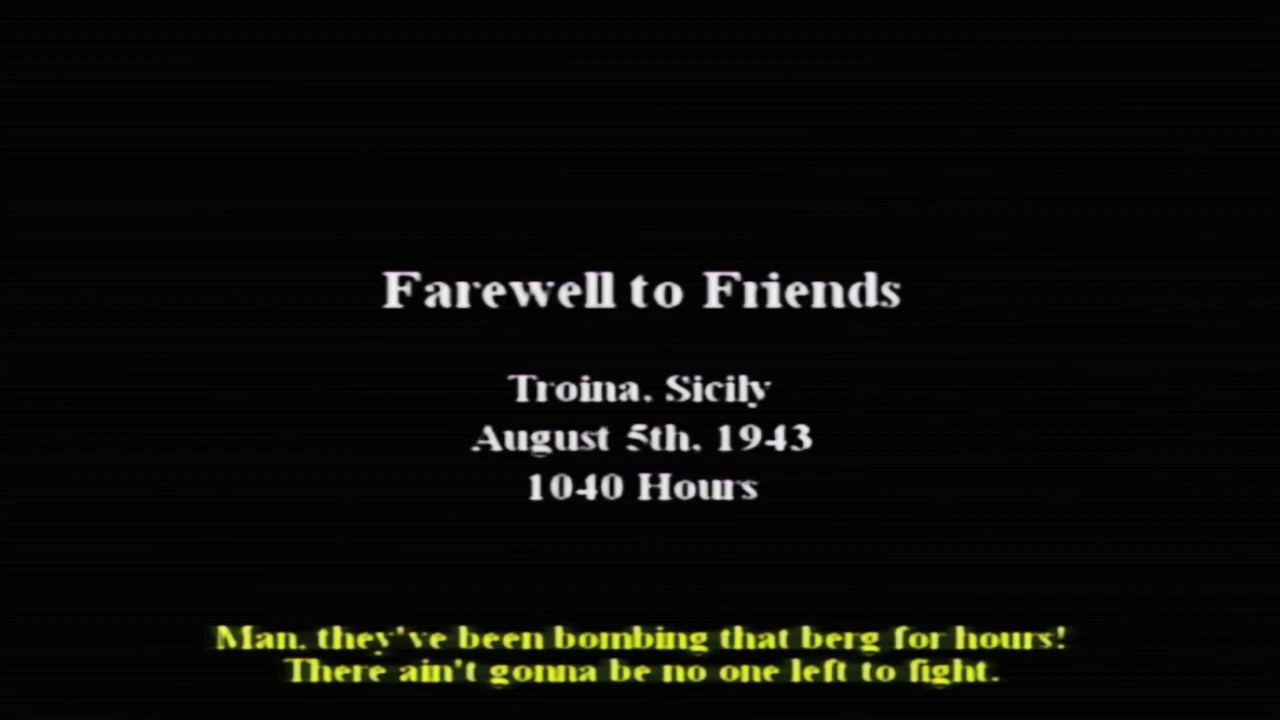 Farewell to Friends
Troina, Sicily
August 5th, 1943
1040 Hours
Man, they've been bombing that berg for hours!
There ain't gonna be no one left to fight.